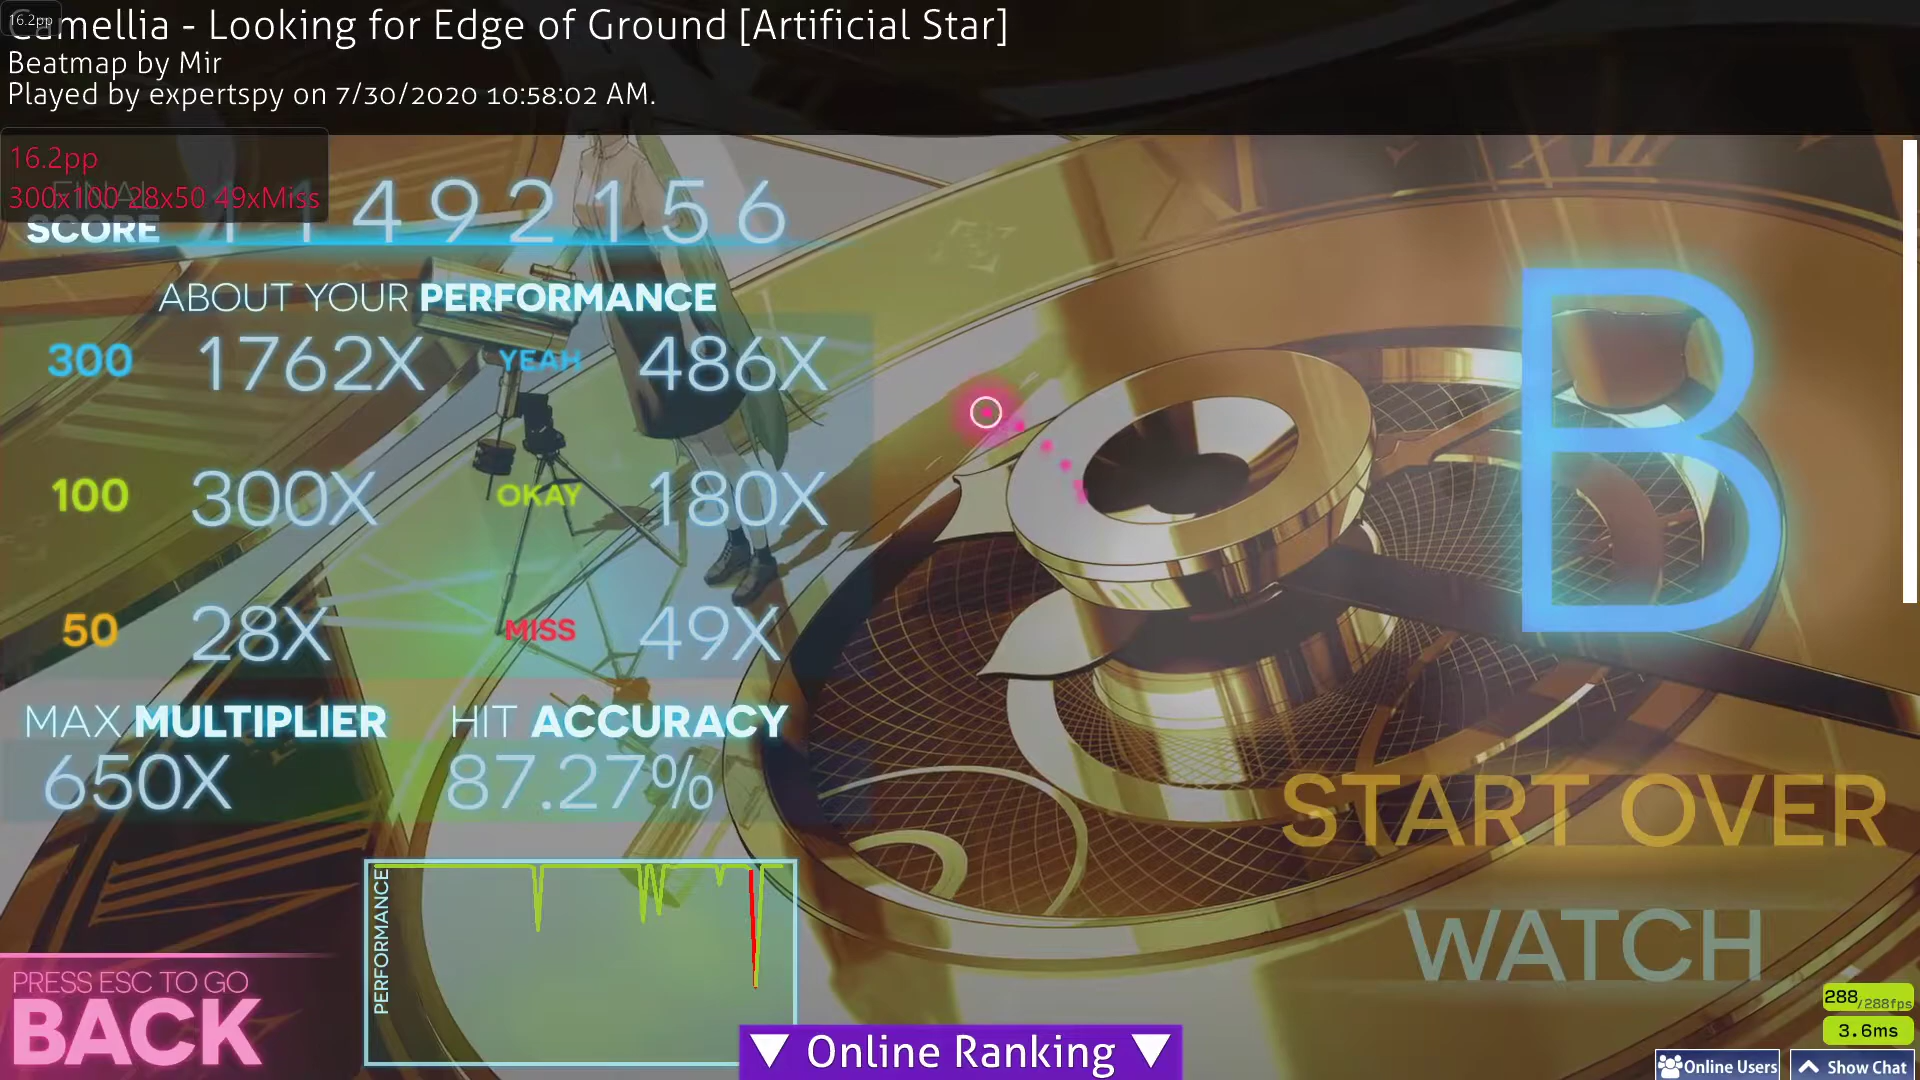 16.2pp
Camellia - Looking for Edge of Ground [Artificial Star]
Beatmap by Mir
Played by expertspy on 7/30/2020 10:58:02 AM.
16.2pp
300x100 28x50 49xMiss
FINAL
SCORE 11492156
ABOUT YOUR PERFORMANCE
300 1762X YEAH 486X
100 300X OKAY 180X
50 28X MISS 49X
MAX MULTIPLIER HIT ACCURACY
650X 87.27%
B
START OVER
WATCH
PERFORMANCE
PRESS ESC TO GO
BACK
▼ Online Ranking ▼
288/288fps
3.6ms
Online Users
Show Chat